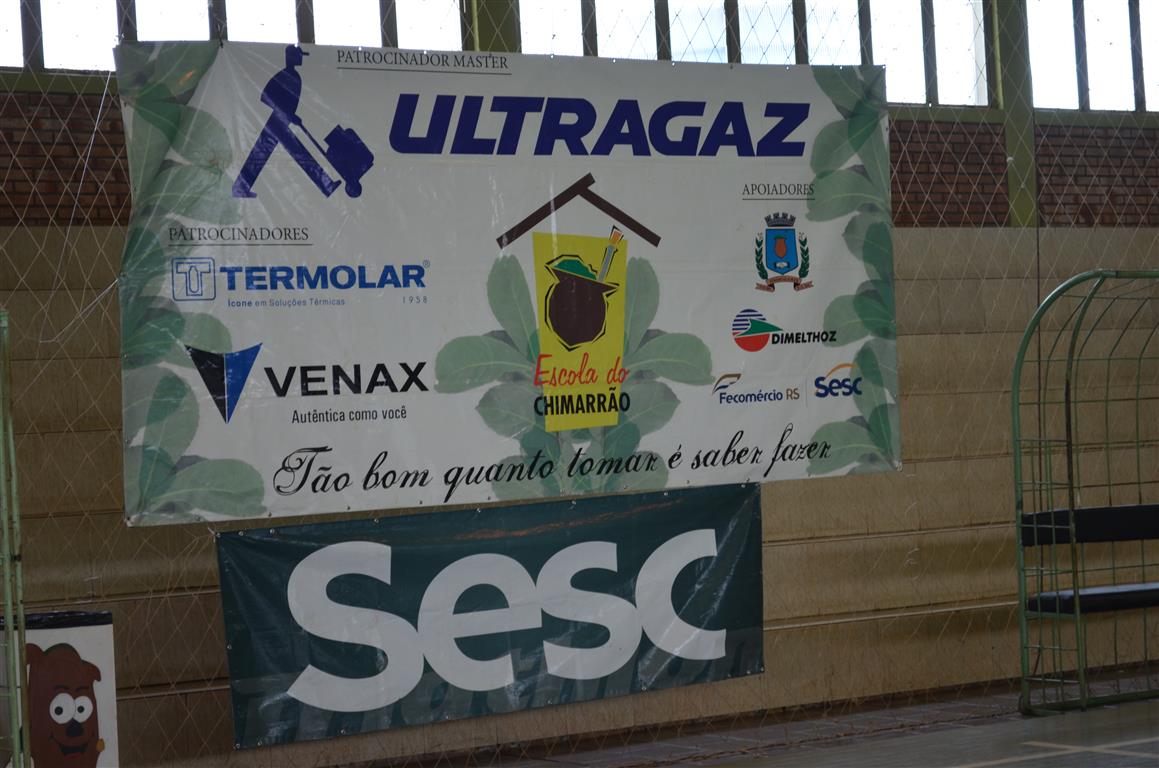 PATROCINADOR MASTER
ULTRAGAZ
APOIADORES
PATROCINADORES
TERMOLAR®
Ícone em Soluções Térmicas 1958
DIMELTHOZ
VENAX
Autêntica como você
Escola do
CHIMARRÃO
Fecomércio RS
Sesc
Tão bom quanto tomar é saber fazer
Sesc